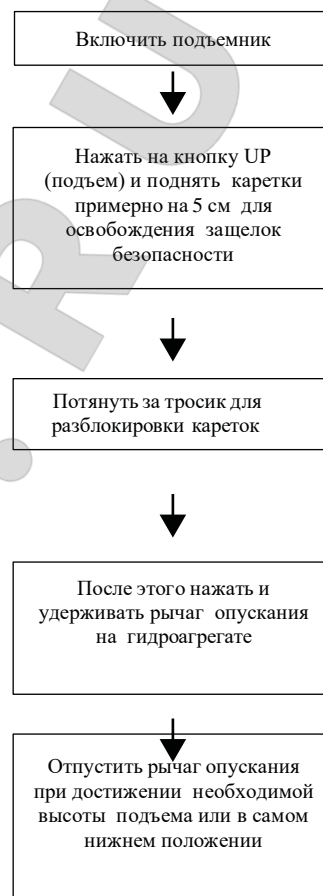 Включить подъемник
Нажать на кнопку UP
(подъем) и поднять каретки
примерно на 5 см для
освобождения защелок
безопасности
Потянуть за тросик для
разблокировки кареток
После этого нажать и
удерживать рычаг опускания
на гидроагрегате
Отпустить рычаг опускания
при достижении необходимой
высоты подъема или в самом
нижнем положении